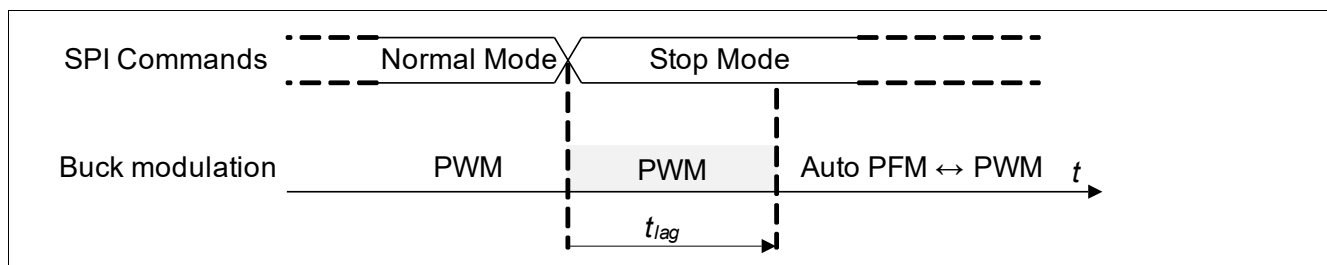 SPI Commands Normal Mode Stop Mode
Buck modulation PWM PWM Auto PFM ↔ PWM t
tlag